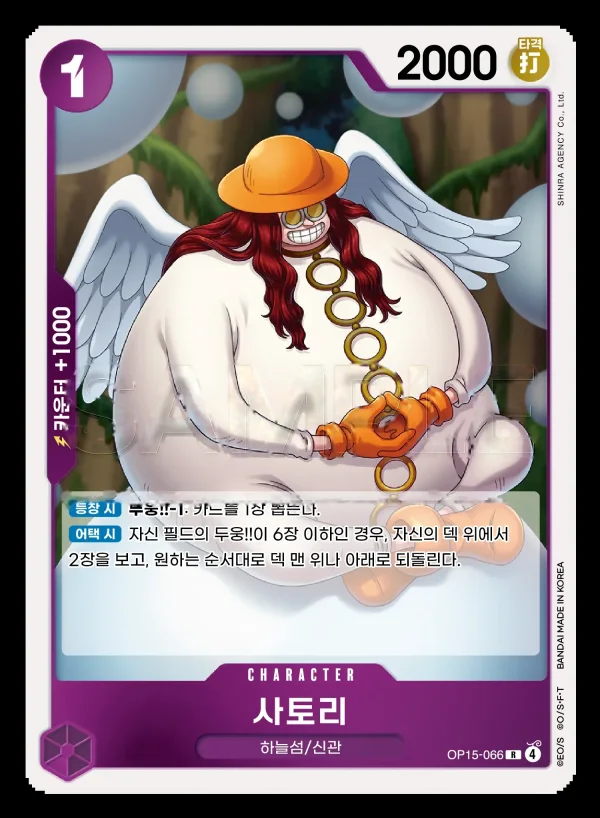 1
2000
타격
打
SHINRA AGENCY Co., Ltd.
카운터 +1000
SAMPLE
등장 시 두웅!!-1: 카드를 1장 뽑는다.
어택 시 자신 필드의 두웅!!이 6장 이하인 경우, 자신의 덱 위에서
2장을 보고, 원하는 순서대로 덱 맨 위나 아래로 되돌린다.
CHARACTER
사토리
하늘섬/신관
OP15-066 R 4
©EO/S ©O/S·F·T BANDAI MADE IN KOREA